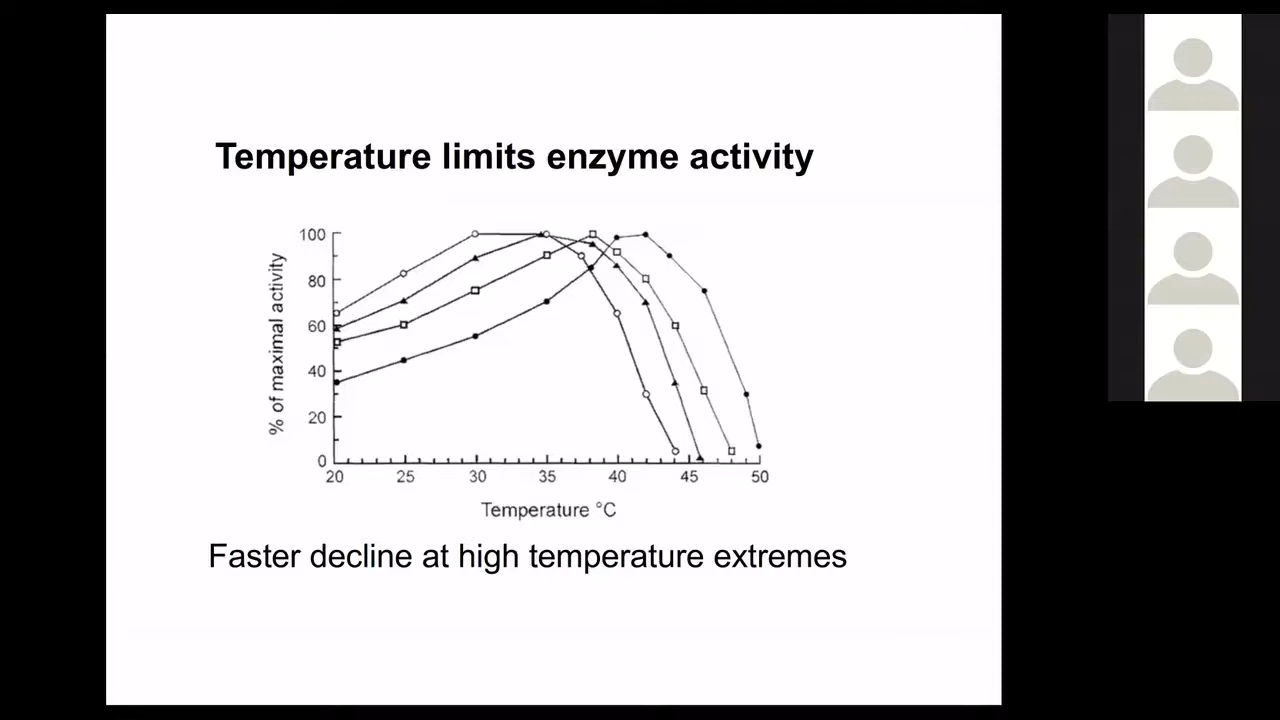 Temperature limits enzyme activity
100
80
60
40
20
0
% of maximal activity
20 25 30 35 40 45 50
Temperature °C
Faster decline at high temperature extremes